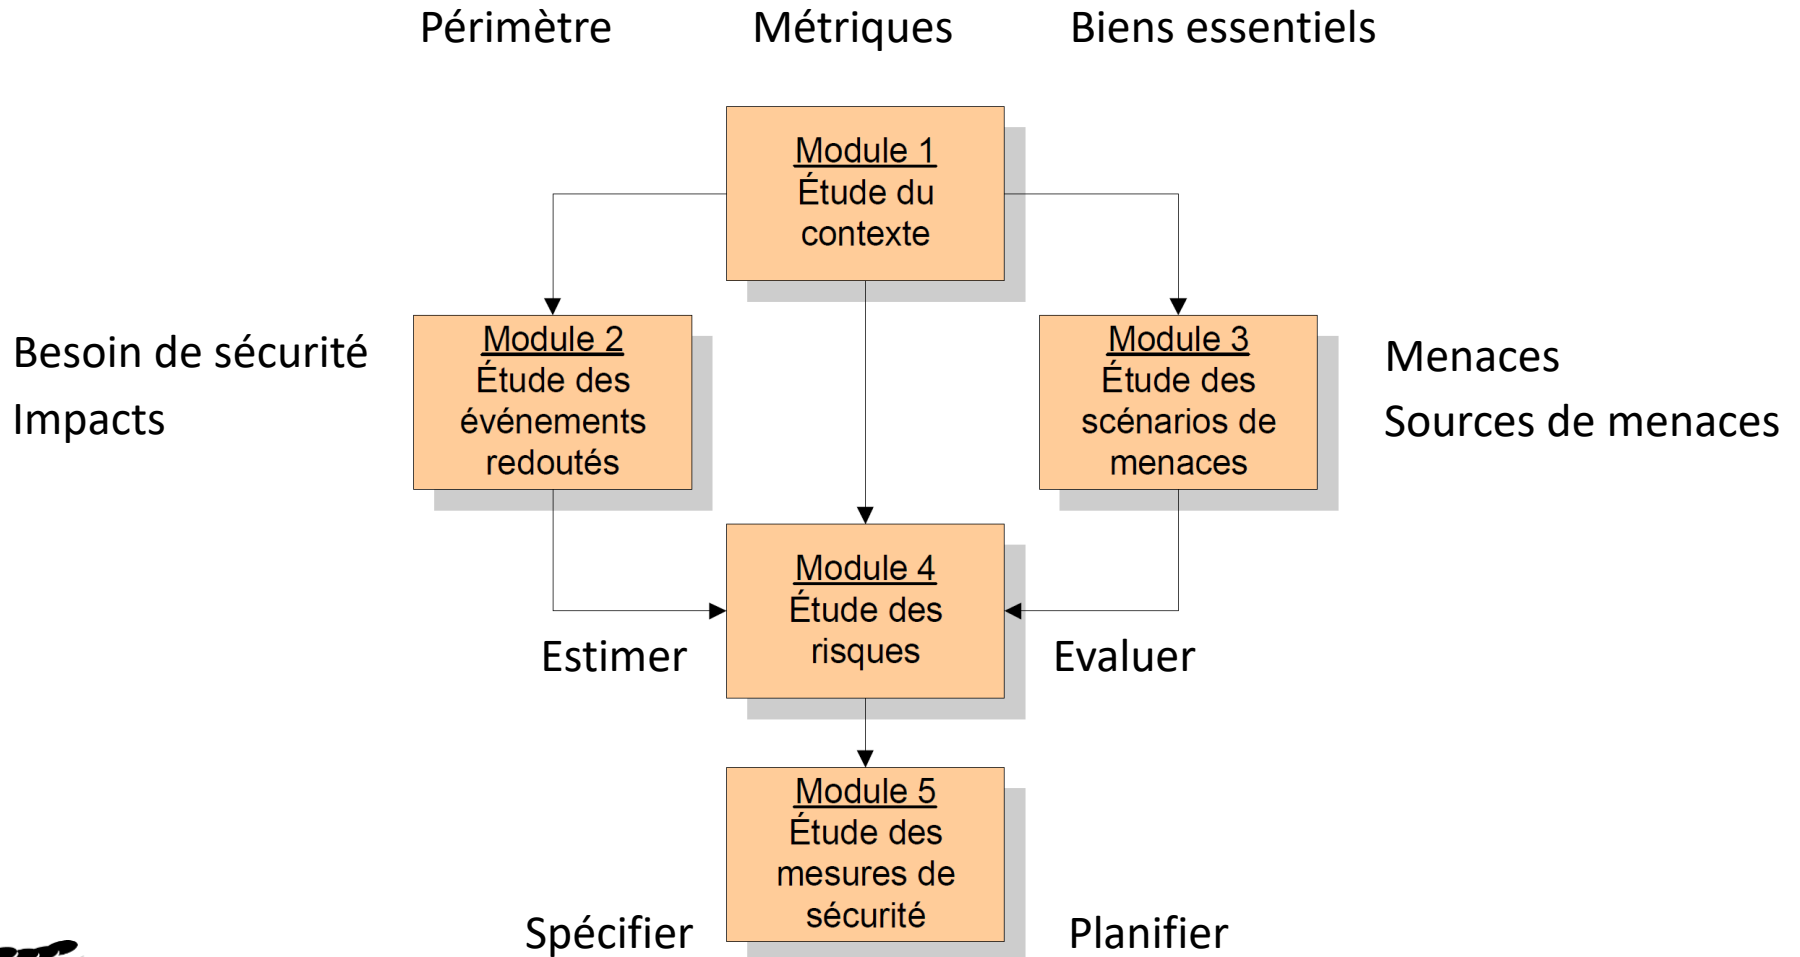 Périmètre
Métriques
Biens essentiels
Module 1
Étude du
contexte
Besoin de sécurité
Impacts
Module 2
Étude des
événements
redoutés
Module 3
Étude des
scénarios de
menaces
Menaces
Sources de menaces
Module 4
Étude des
risques
Estimer
Evaluer
Module 5
Étude des
mesures de
sécurité
Spécifier
Planifier